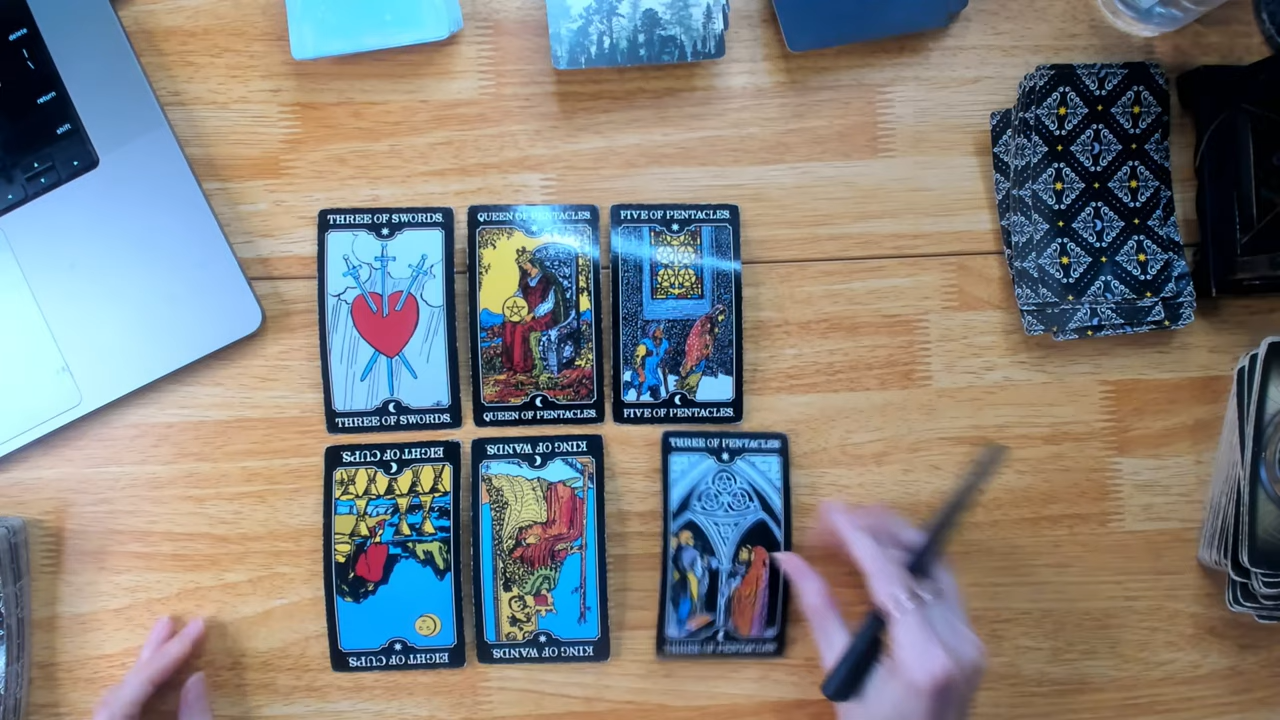 delete
return
shift
THREE OF SWORDS.
QUEEN OF PENTACLES.
FIVE OF PENTACLES.
THREE OF SWORDS.
QUEEN OF PENTACLES.
FIVE OF PENTACLES.
EIGHT OF CUPS.
KING OF WANDS.
THREE OF PENTACLES.
EIGHT OF CUPS.
KING OF WANDS.